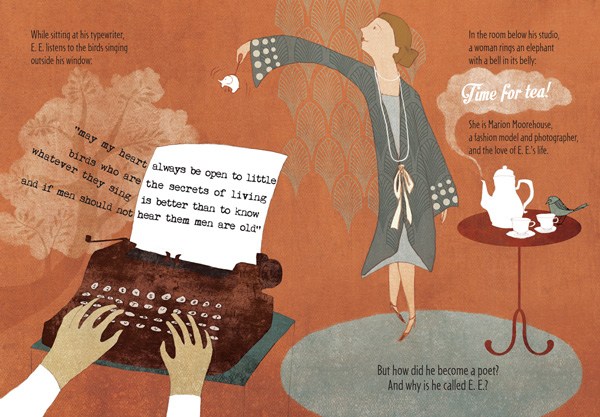 While sitting at his typewriter,
E. E. listens to the birds singing
outside his window:
"may my heart always be open to little
birds who are the secrets of living
whatever they sing is better than to know
and if men should not hear them men are old"
In the room below his studio,
a woman rings an elephant
with a bell in its belly:
Time for tea!
She is Marion Moorehouse,
a fashion model and photographer,
and the love of E. E.'s life.
But how did he become a poet?
And why is he called E. E.?